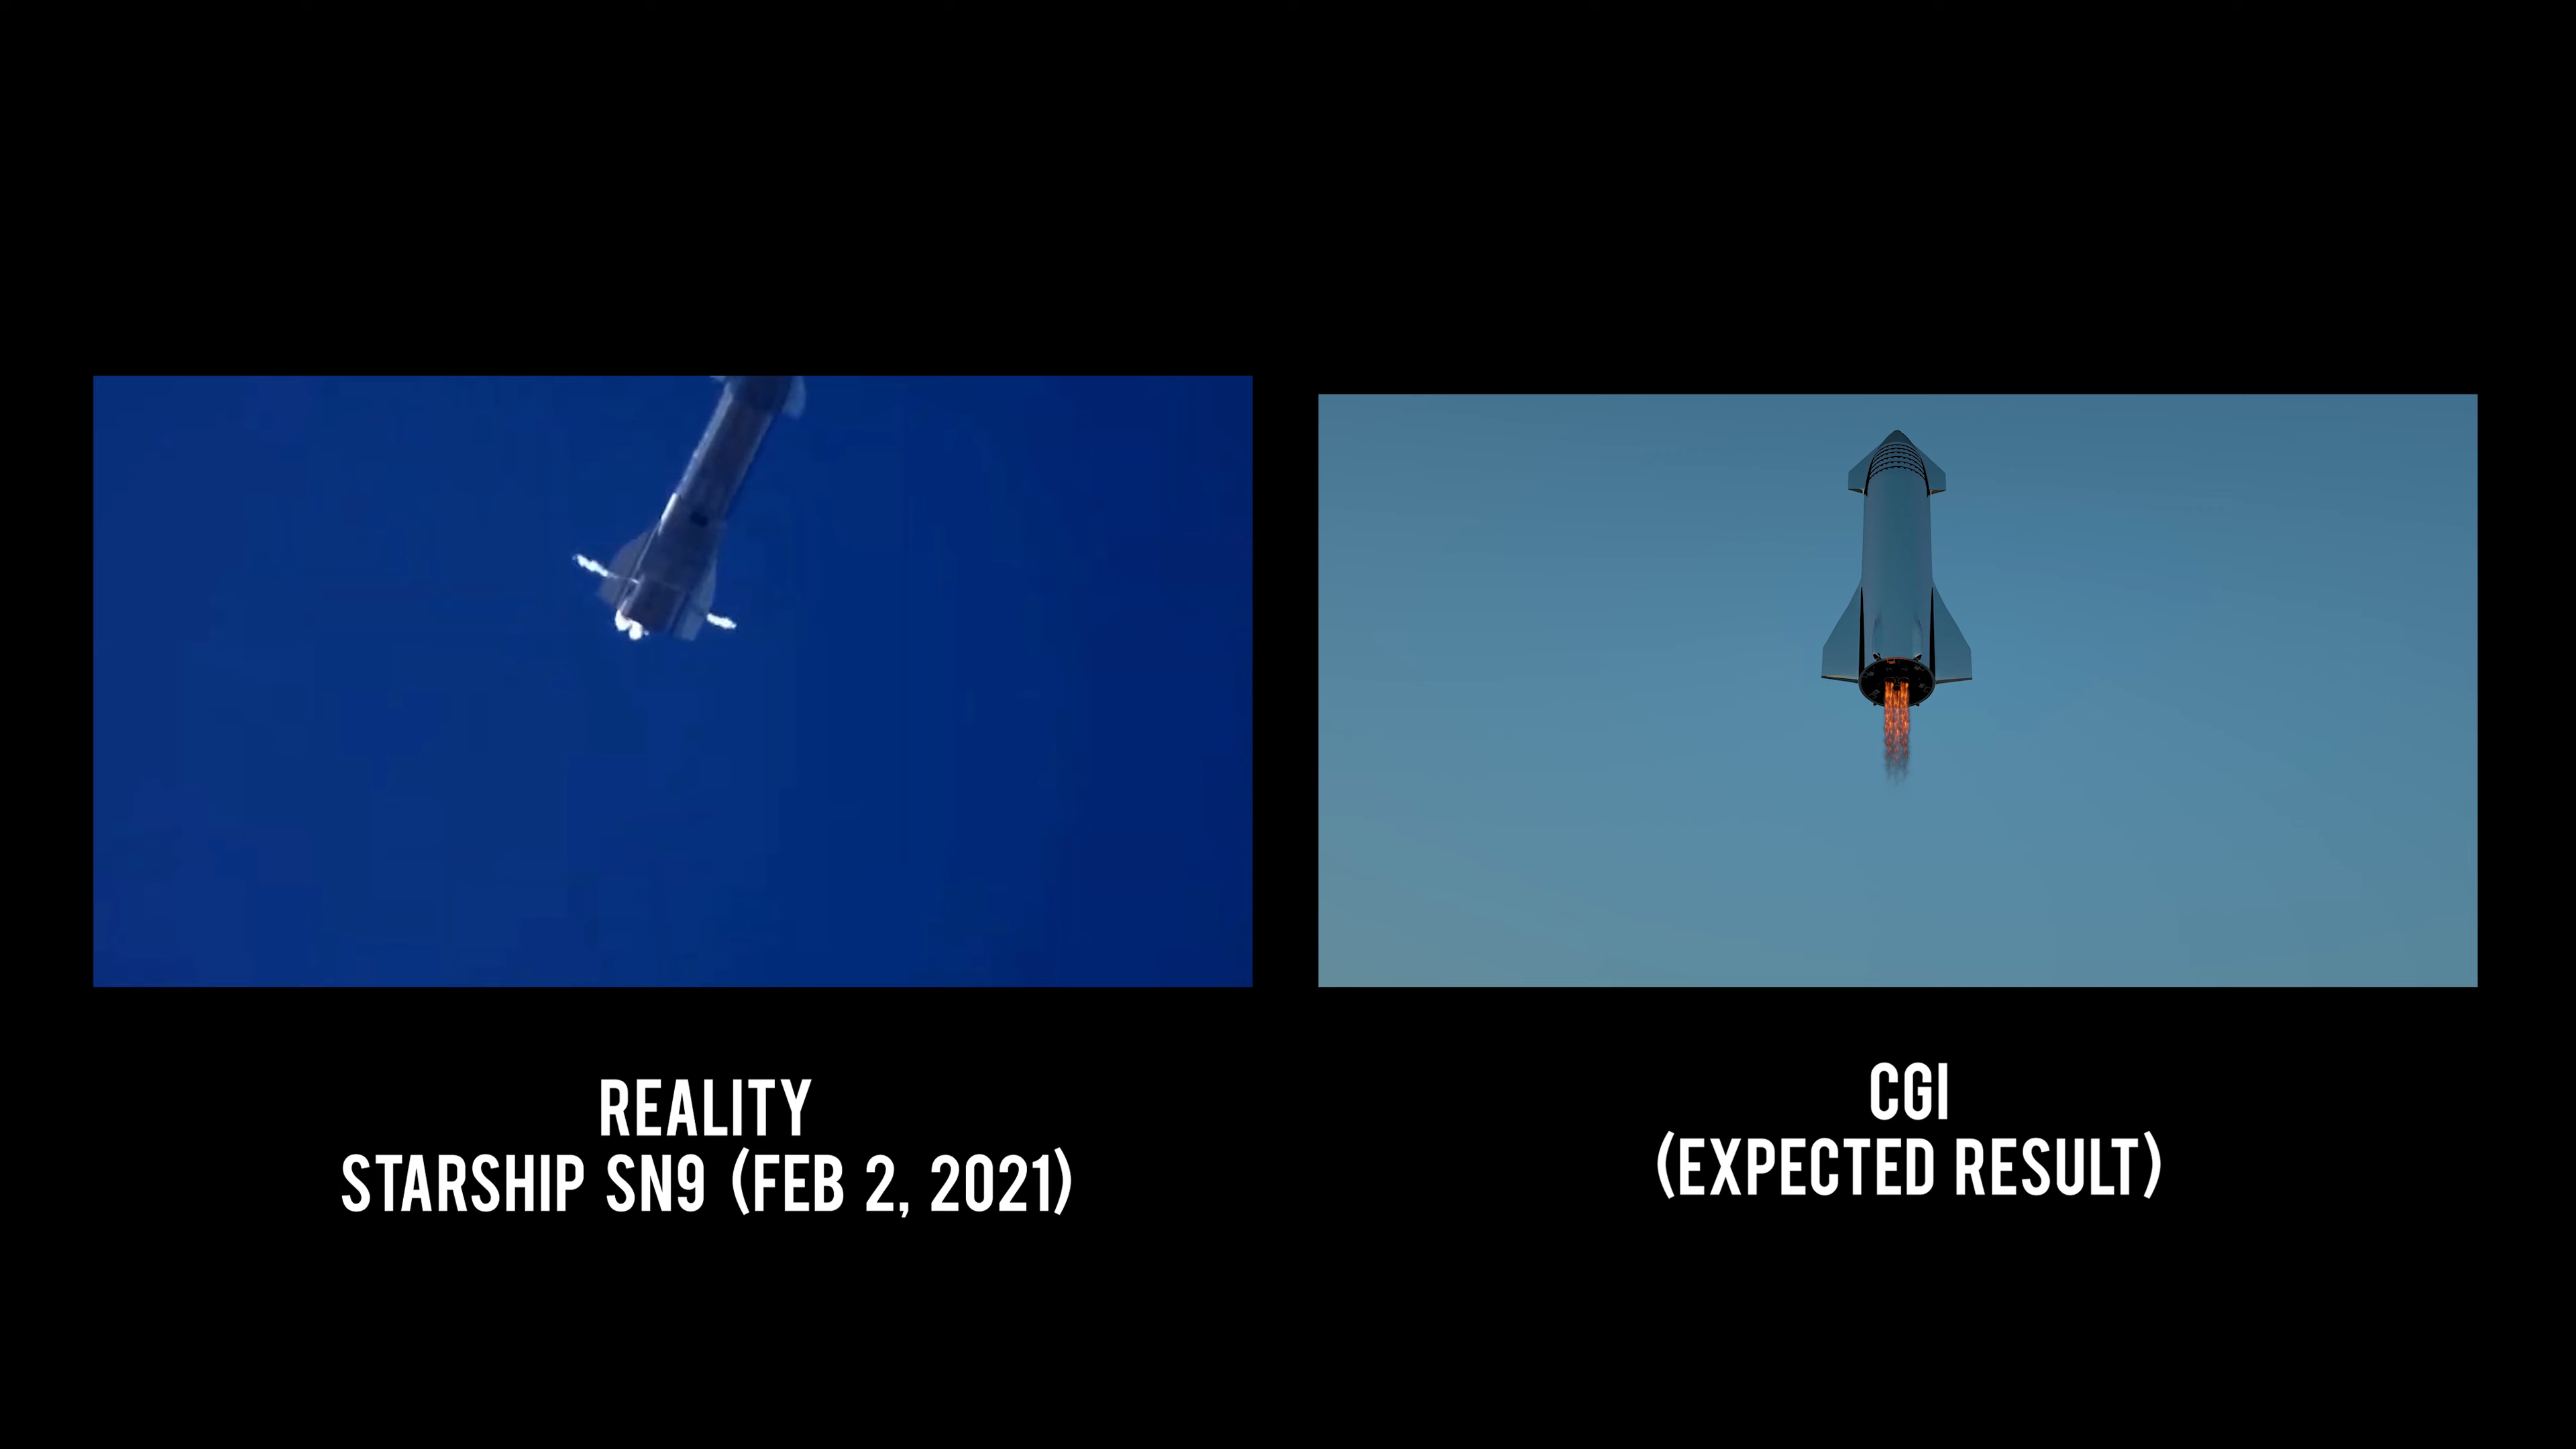 REALITY
STARSHIP SN9 (FEB 2, 2021)
CGI
(EXPECTED RESULT)